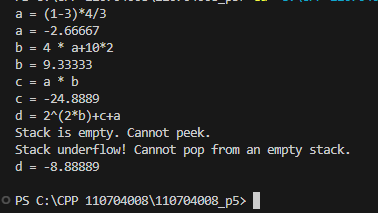 a = (1-3)*4/3
a = -2.66667
b = 4 * a+10*2
b = 9.33333
c = a * b
c = -24.8889
d = 2^(2*b)+c+a
Stack is empty. Cannot peek.
Stack underflow! Cannot pop from an empty stack.
d = -8.88889
PS C:\CPP 110704008\110704008_p5>